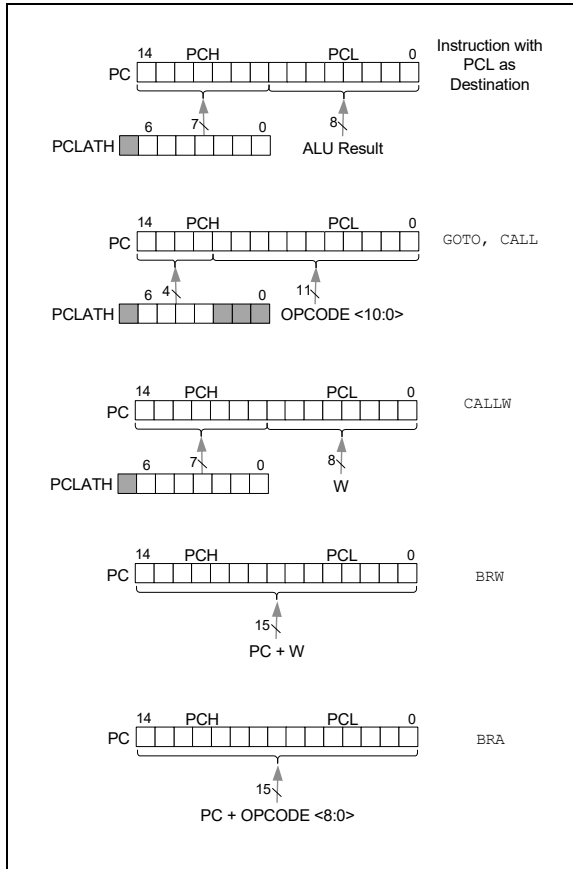 14 PCH PCL 0
Instruction with
PCL as
Destination
PC
6 7 0 8
PCLATH
ALU Result
14 PCH PCL 0
PC
GOTO, CALL
6 4 0 11
PCLATH
OPCODE <10:0>
14 PCH PCL 0
PC
CALLW
6 7 0 8
PCLATH
W
14 PCH PCL 0
PC
BRW
15
PC + W
14 PCH PCL 0
PC
BRA
15
PC + OPCODE <8:0>